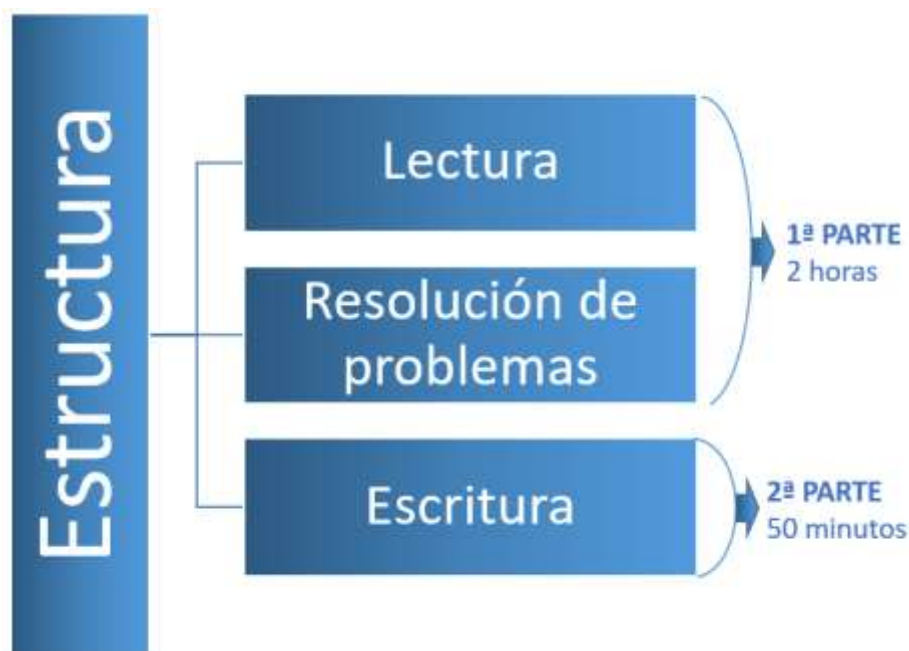 Estructura
Lectura
Resolución de
problemas
Escritura
1ª PARTE
2 horas
2ª PARTE
50 minutos